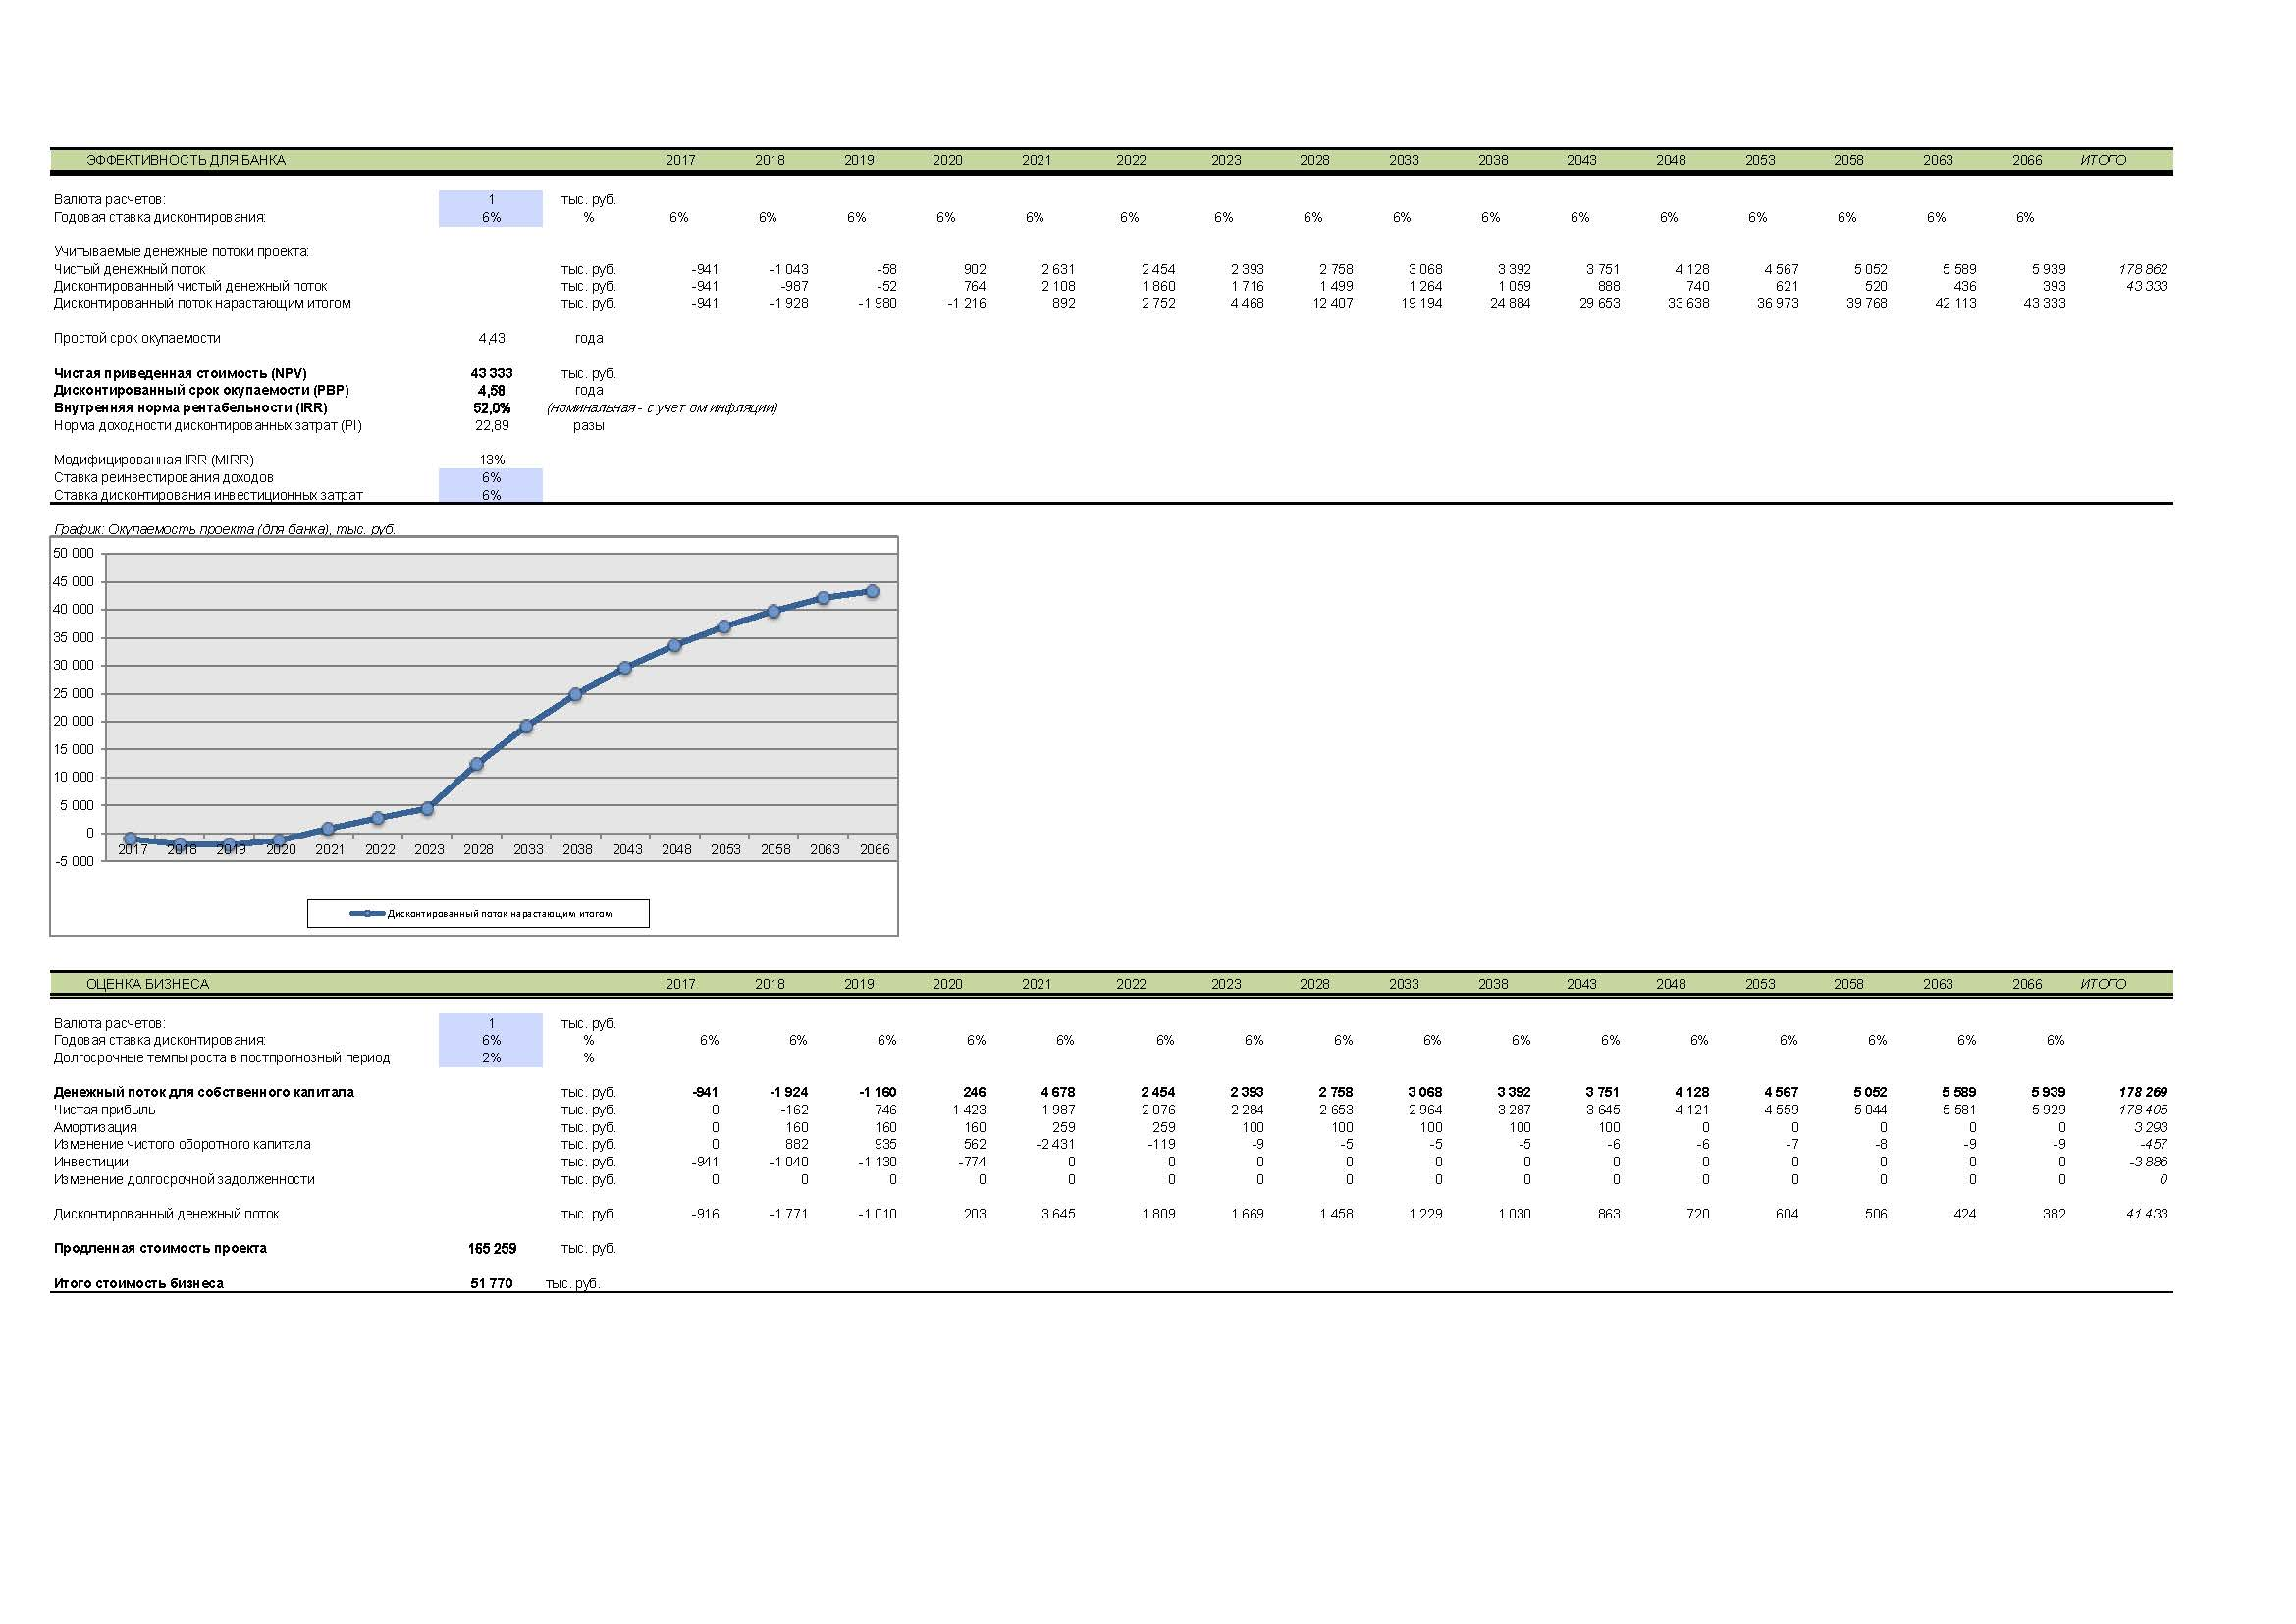 ЭФФЕКТИВНОСТЬ ДЛЯ БАНКА 2017 2018 2019 2020 2021 2022 2023 2028 2033 2038 2043 2048 2053 2058 2063 2066 ИТОГО
Валюта расчетов: 1 тыс. руб.
Годовая ставка дисконтирования: 6% % 6% 6% 6% 6% 6% 6% 6% 6% 6% 6% 6% 6% 6% 6% 6% 6%
Учитываемые денежные потоки проекта:
Чистый денежный поток тыс. руб. -941 -1 043 -58 902 2 631 2 454 2 393 2 758 3 068 3 392 3 751 4 128 4 567 5 052 5 589 5 939 178 862
Дисконтированный чистый денежный поток тыс. руб. -941 -987 -52 764 2 108 1 860 1 716 1 499 1 264 1 059 888 740 621 520 436 393 43 333
Дисконтированный поток нарастающим итогом тыс. руб. -941 -1 928 -1 980 -1 216 892 2 752 4 468 12 407 19 194 24 884 29 653 33 638 36 973 39 768 42 113 43 333
Простой срок окупаемости 4,43 года
Чистая приведенная стоимость (NPV) 43 333 тыс. руб.
Дисконтированный срок окупаемости (PBP) 4,58 года
Внутренняя норма рентабельности (IRR) 52,0% (номинальная - с учет ом инфляции)
Норма доходности дисконтированных затрат (PI) 22,89 разы
Модифицированная IRR (MIRR) 13%
Ставка реинвестирования доходов 6%
Ставка дисконтирования инвестиционных затрат 6%
График: Окупаемость проекта (для банка), тыс. руб.
50 000
45 000
40 000
35 000
30 000
25 000
20 000
15 000
10 000
5 000
0
2017 2018 2019 2020 2021 2022 2023 2028 2033 2038 2043 2048 2053 2058 2063 2066
-5 000
Дисконтированный поток нарастающим итогом
ОЦЕНКА БИЗНЕСА 2017 2018 2019 2020 2021 2022 2023 2028 2033 2038 2043 2048 2053 2058 2063 2066 ИТОГО
Валюта расчетов: 1 тыс. руб.
Годовая ставка дисконтирования: 6% % 6% 6% 6% 6% 6% 6% 6% 6% 6% 6% 6% 6% 6% 6% 6% 6%
Долгосрочные темпы роста в постпрогнозный период 2% %
Денежный поток для собственного капитала тыс. руб. -941 -1 924 -1 160 246 4 678 2 454 2 393 2 758 3 068 3 392 3 751 4 128 4 567 5 052 5 589 5 939 178 269
Чистая прибыль тыс. руб. 0 -162 746 1 423 1 987 2 076 2 284 2 653 2 964 3 287 3 645 4 121 4 559 5 044 5 581 5 929 178 405
Амортизация тыс. руб. 0 160 160 160 259 259 100 100 100 100 100 0 0 0 0 0 3 293
Изменение чистого оборотного капитала тыс. руб. 0 882 935 562 -2 431 -119 -9 -5 -5 -5 -6 -6 -7 -8 -9 -9 -457
Инвестиции тыс. руб. -941 -1 040 -1 130 -774 0 0 0 0 0 0 0 0 0 0 0 0 -3 886
Изменение долгосрочной задолженности тыс. руб. 0 0 0 0 0 0 0 0 0 0 0 0 0 0 0 0 0
Дисконтированный денежный поток тыс. руб. -916 -1 771 -1 010 203 3 645 1 809 1 669 1 458 1 229 1 030 863 720 604 506 424 382 41 433
Продленная стоимость проекта 165 259 тыс. руб.
Итого стоимость бизнеса 51 770 тыс. руб.